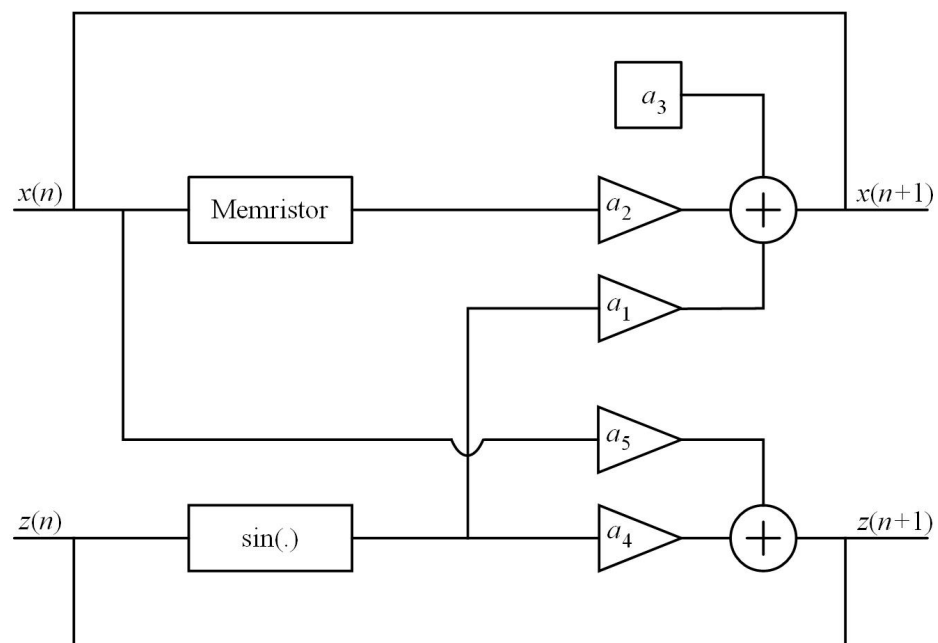 a3
x(n)
Memristor
a2
+
x(n+1)
a1
a5
z(n)
sin(.)
a4
+
z(n+1)